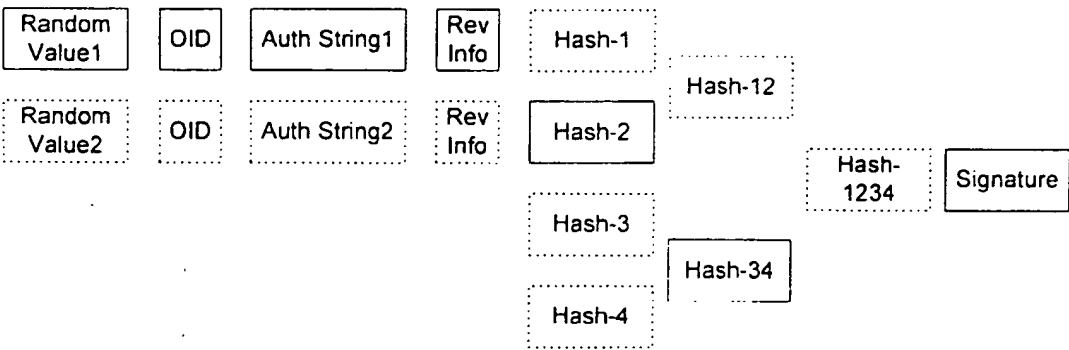 Random
Value1
OID
Auth String1
Rev
Info
Hash-1
Hash-12
Random
Value2
OID
Auth String2
Rev
Info
Hash-2
Hash-
1234
Signature
Hash-3
Hash-34
Hash-4